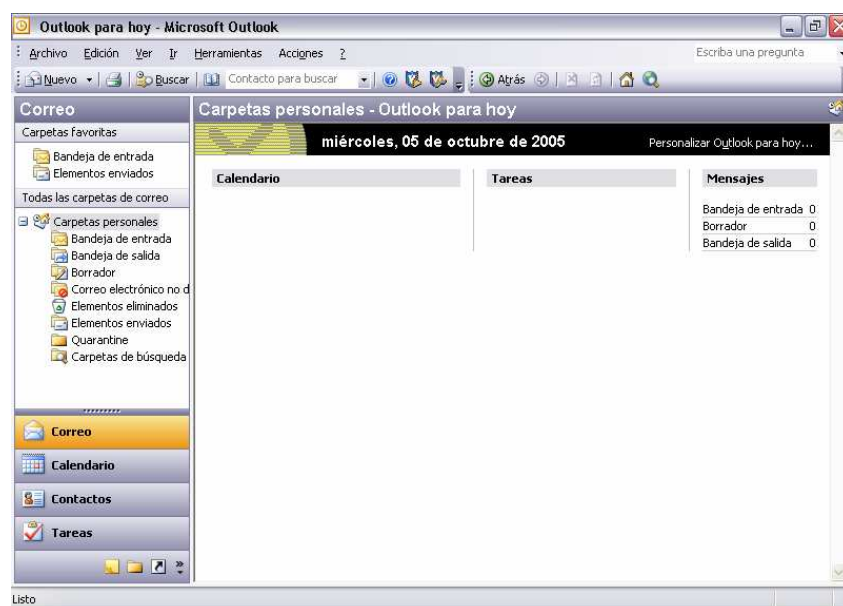 Outlook para hoy - Microsoft Outlook
Archivo Edición Ver Ir Herramientas Acciones ? Escriba una pregunta
Nuevo Buscar Contacto para buscar Atrás
Correo
Carpetas personales - Outlook para hoy
Carpetas favoritas
Bandeja de entrada
Elementos enviados
Todas las carpetas de correo
Carpetas personales
Bandeja de entrada
Bandeja de salida
Borrador
Correo electrónico no d
Elementos eliminados
Elementos enviados
Quarantine
Carpetas de búsqueda
miércoles, 05 de octubre de 2005
Personalizar Outlook para hoy...
Calendario
Tareas
Mensajes
Bandeja de entrada 0
Borrador 0
Bandeja de salida 0
Correo
Calendario
Contactos
Tareas
Listo